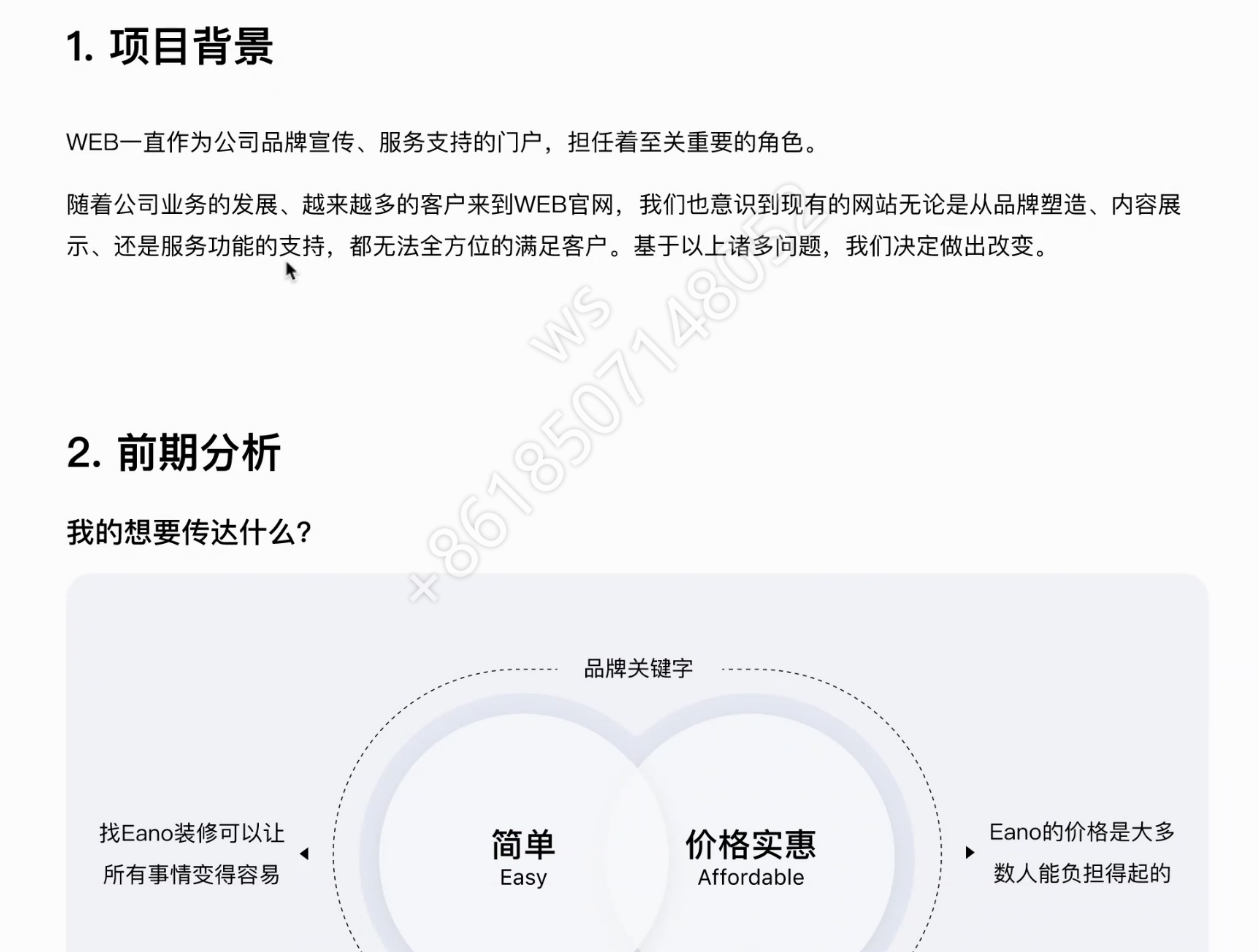 1. 项目背景
WEB一直作为公司品牌宣传、服务支持的门户，担任着至关重要的角色。
随着公司业务的发展、越来越多的客户来到WEB官网，我们也意识到现有的网站无论是从品牌塑造、内容展
示、还是服务功能的支持，都无法全方位的满足客户。基于以上诸多问题，我们决定做出改变。
ws
+8618507148052
2. 前期分析
我的想要传达什么？
品牌关键字
找Eano装修可以让
所有事情变得容易
简单
Easy
价格实惠
Affordable
Eano的价格是大多
数人能负担得起的